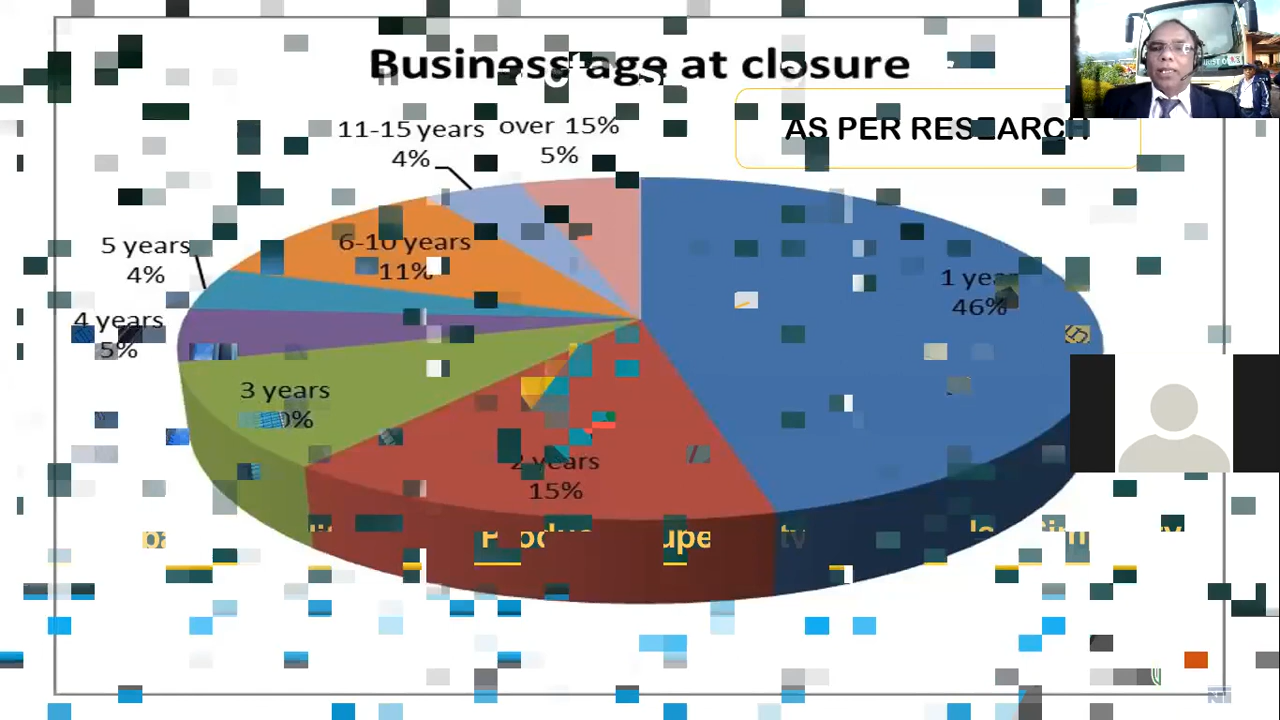 Business age at closure
AS PER RESEARCH
11-15 years
4%
over 15%
5%
5 years
4%
6-10 years
11%
1 year
46%
4 years
5%
3 years
2 years
15%